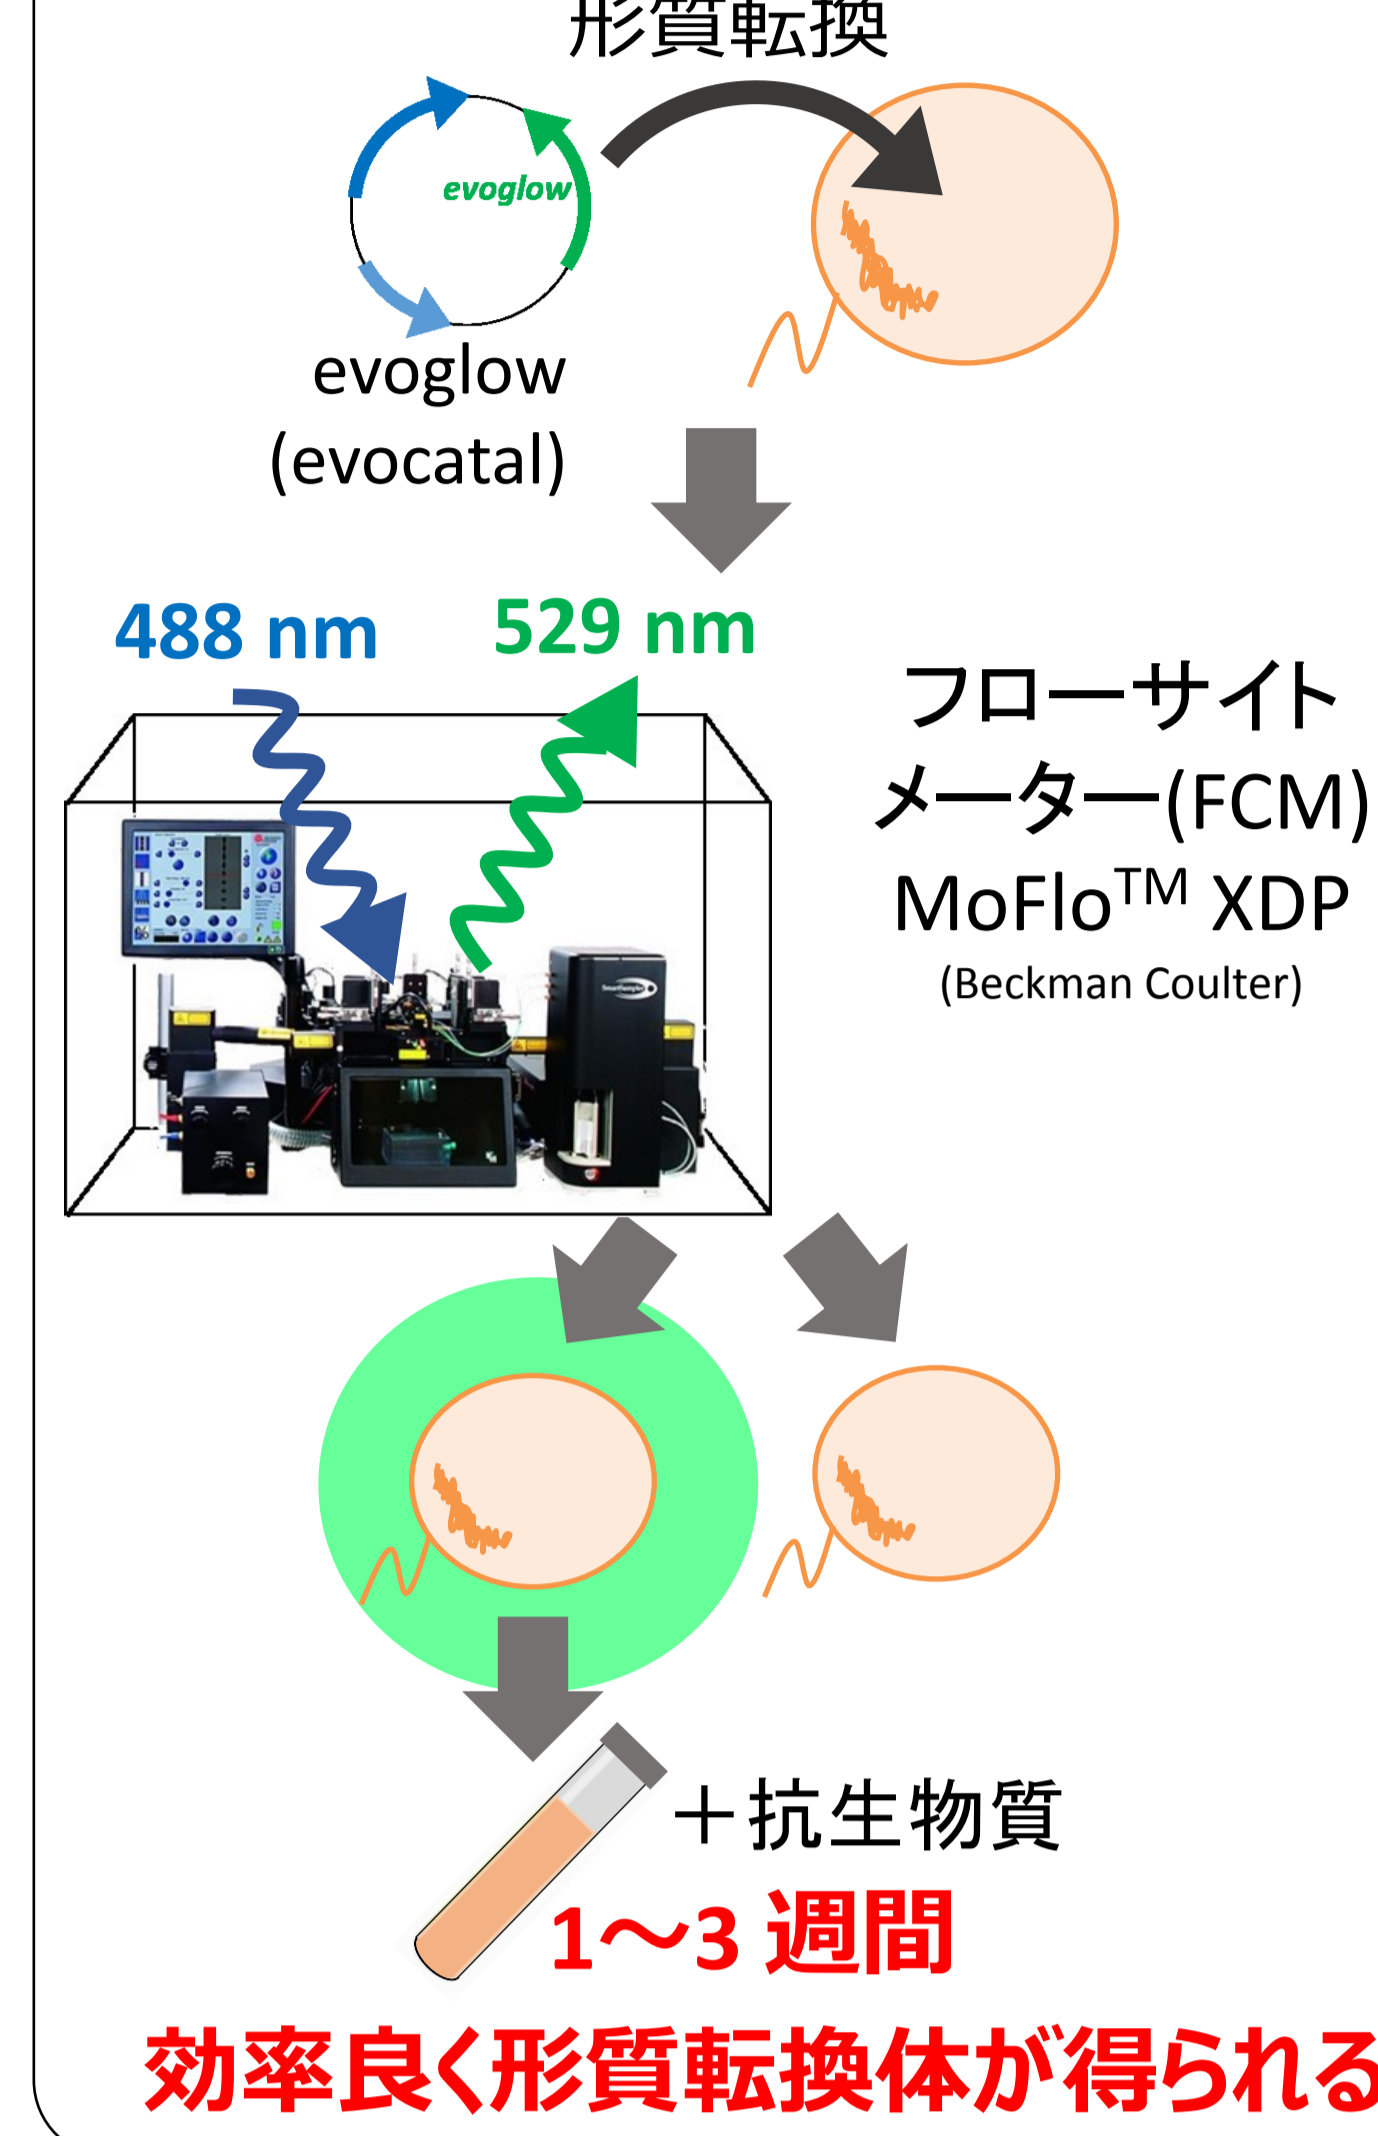 形質転換
evoglow
evoglow
(evocatal)
488 nm
529 nm
フローサイト
メーター(FCM)
MoFlo™ XDP
(Beckman Coulter)
SmartSampler
＋抗生物質
1～3 週間
効率良く形質転換体が得られる